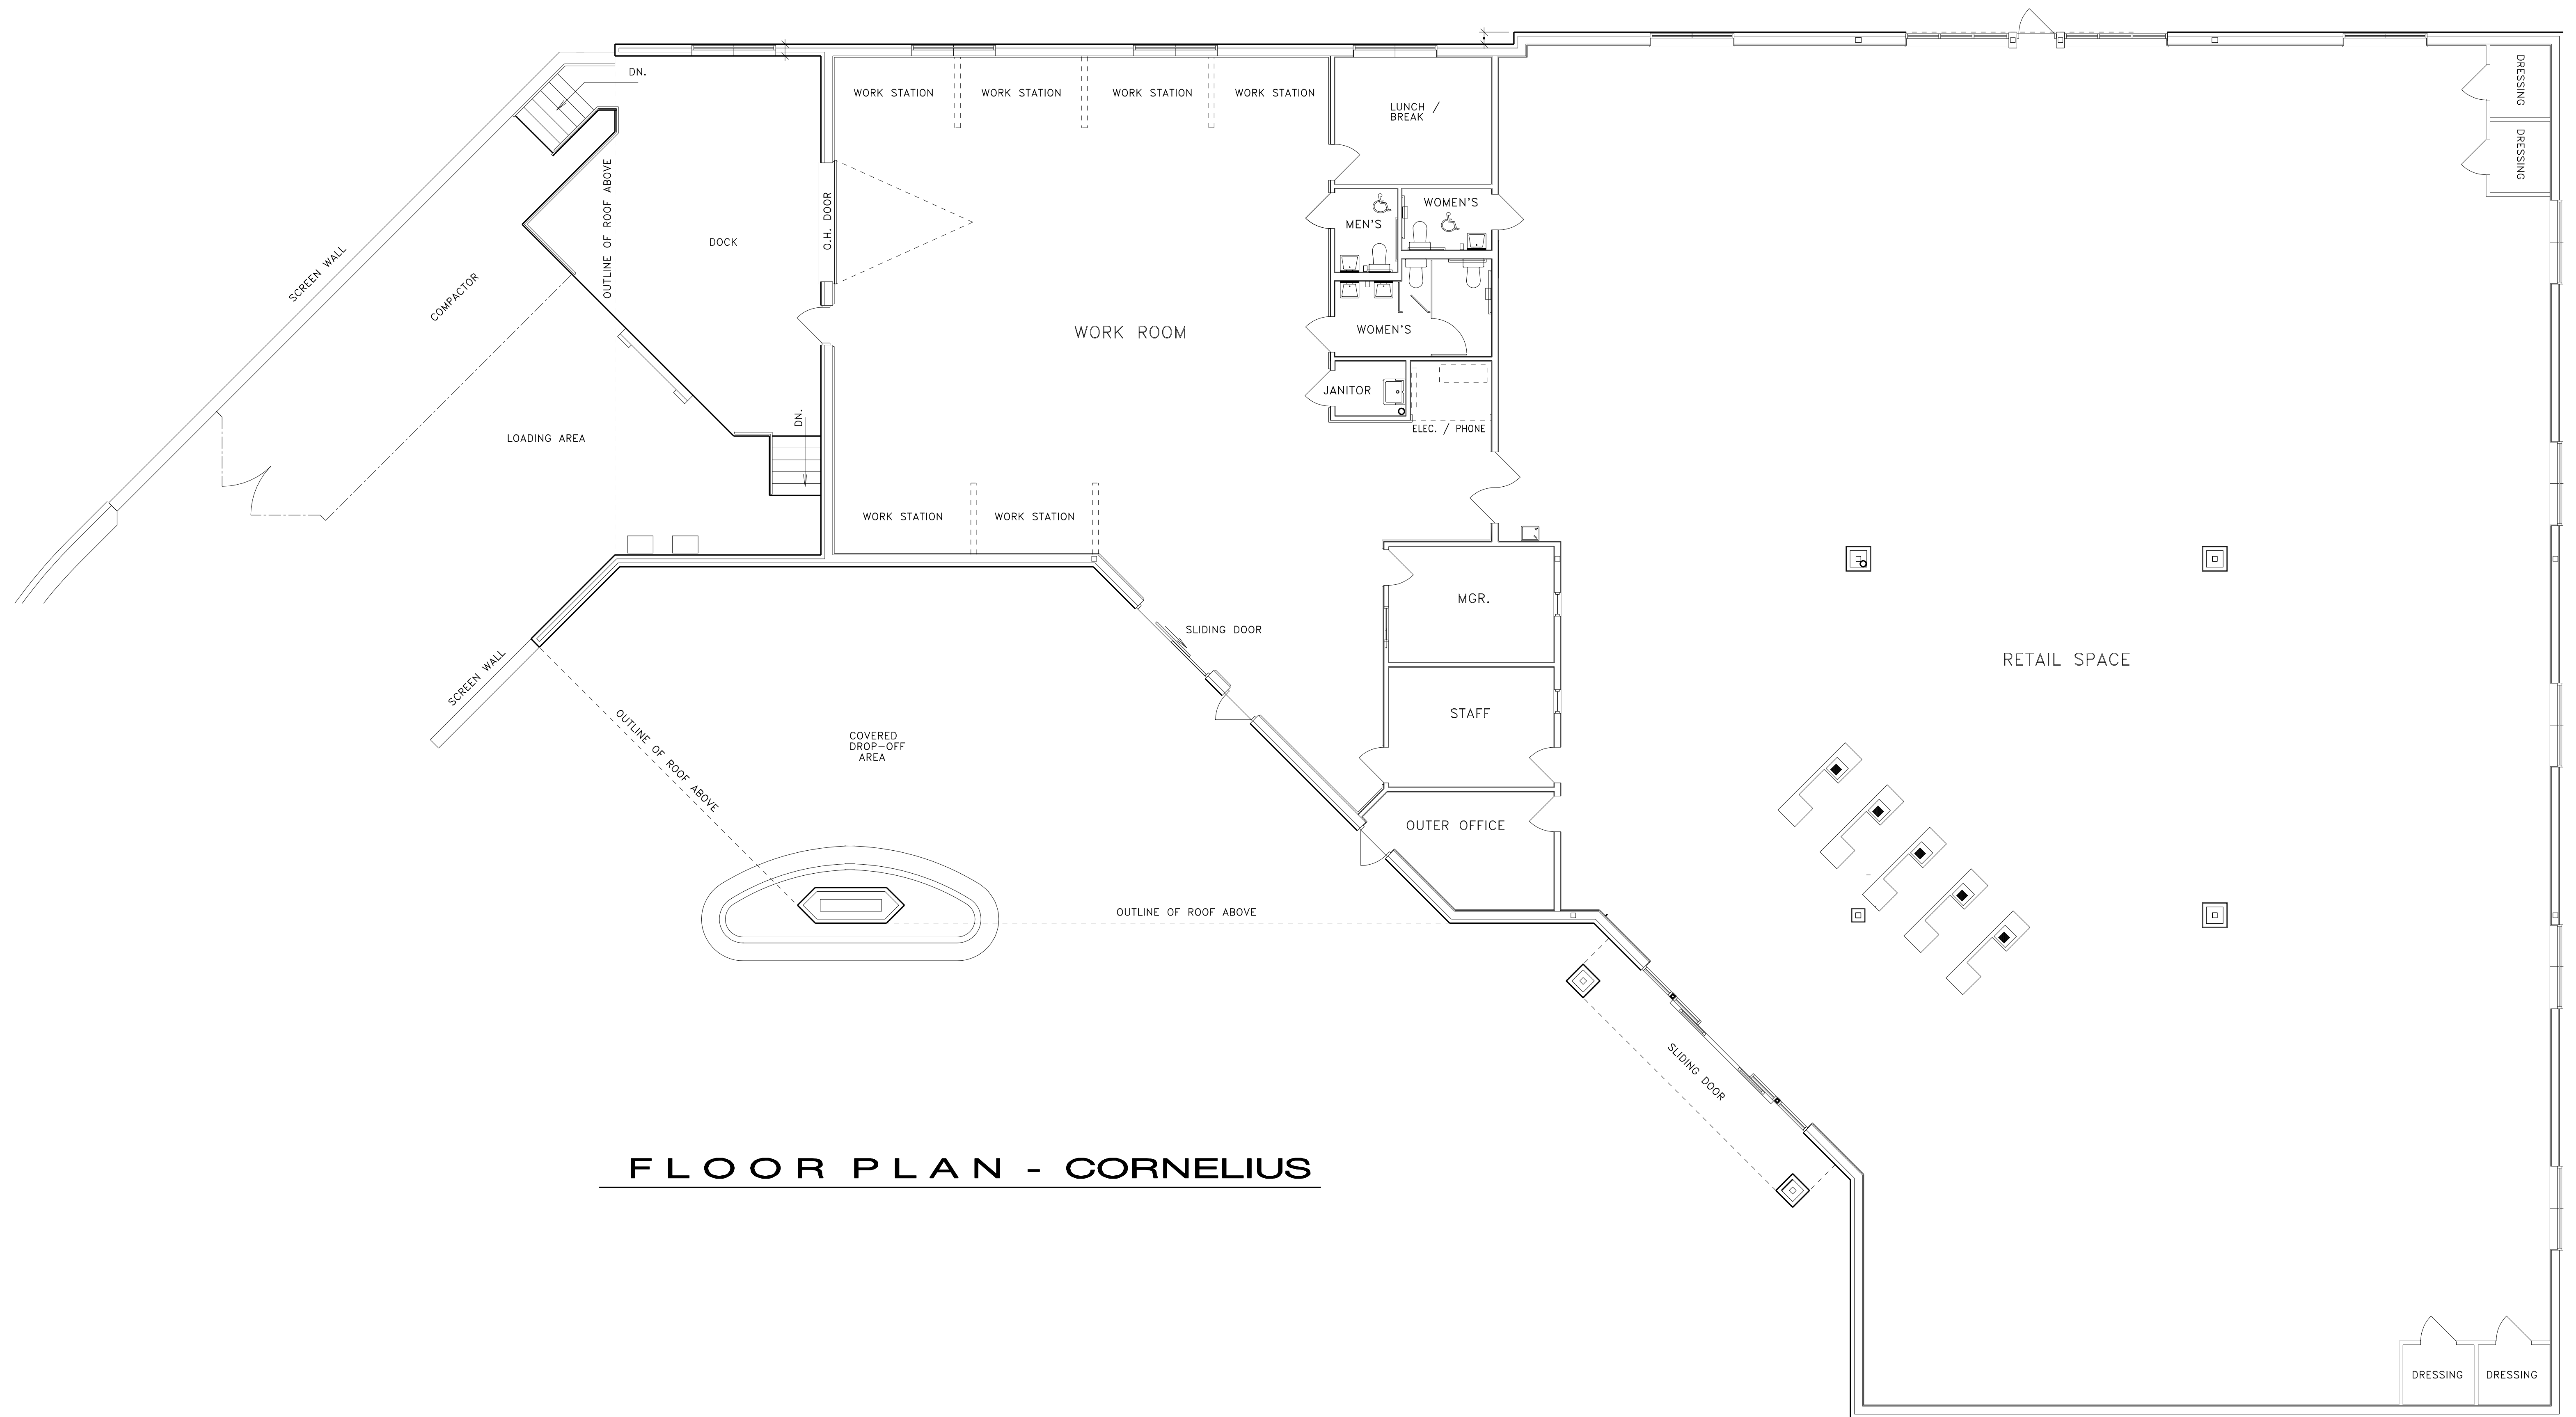 DN.
WORK STATION
WORK STATION
WORK STATION
WORK STATION
LUNCH /
BREAK
DRESSING
DRESSING
OUTLINE OF ROOF ABOVE
O.H. DOOR
DOCK
SCREEN WALL
COMPACTOR
MEN'S
WOMEN'S
WORK ROOM
WOMEN'S
JANITOR
ELEC. / PHONE
DN.
LOADING AREA
WORK STATION
WORK STATION
MGR.
SLIDING DOOR
SCREEN WALL
RETAIL SPACE
STAFF
OUTLINE OF ROOF ABOVE
COVERED
DROP-OFF
AREA
OUTER OFFICE
OUTLINE OF ROOF ABOVE
SLIDING DOOR
FLOOR PLAN - CORNELIUS
DRESSING
DRESSING